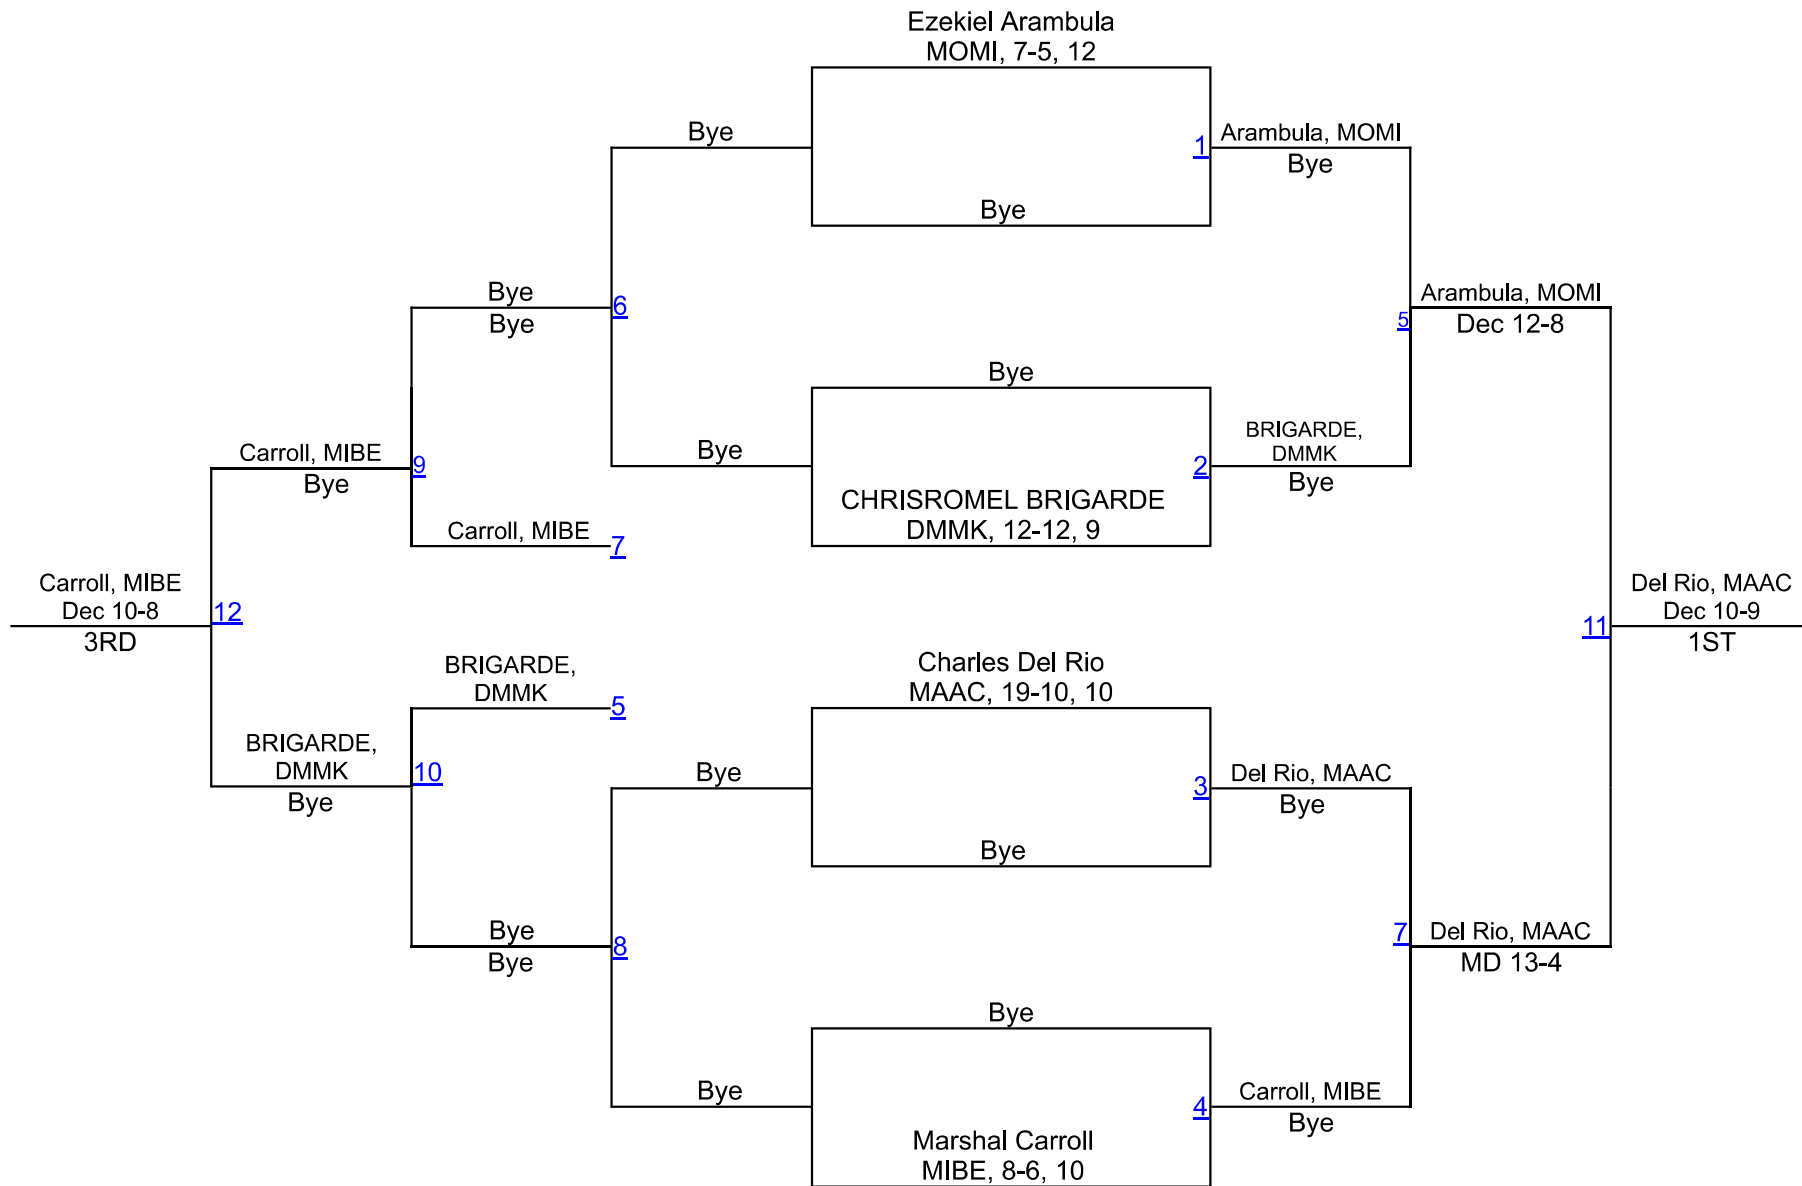 Ezekiel Arambula
MOMI, 7-5, 12
Bye
1
Arambula, MOMI
Bye
Bye
Bye
Bye
6
5
Arambula, MOMI
Dec 12-8
Bye
Carroll, MIBE
Bye
9
Bye
2
BRIGARDE,
DMMK
Bye
CHRISROMEL BRIGARDE
DMMK, 12-12, 9
Carroll, MIBE
7
Carroll, MIBE
Dec 10-8
3RD
12
11
Del Rio, MAAC
Dec 10-9
1ST
BRIGARDE,
DMMK
5
Charles Del Rio
MAAC, 19-10, 10
BRIGARDE,
DMMK
Bye
10
Bye
3
Del Rio, MAAC
Bye
Bye
Bye
Bye
8
7
Del Rio, MAAC
MD 13-4
Bye
Bye
4
Carroll, MIBE
Bye
Marshal Carroll
MIBE, 8-6, 10